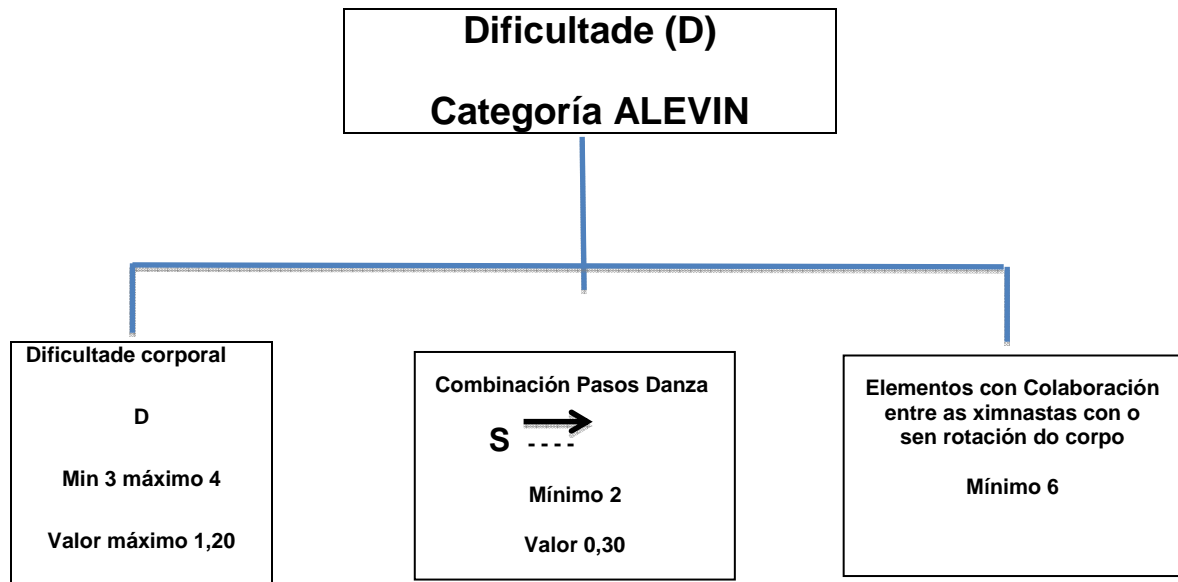 Dificultade (D)
Categoría ALEVIN
Dificultade corporal
D
Min 3 máximo 4
Valor máximo 1,20
Combinación Pasos Danza
S ----
Mínimo 2
Valor 0,30
Elementos con Colaboración
entre as ximnastas con o
sen rotación do corpo
Mínimo 6